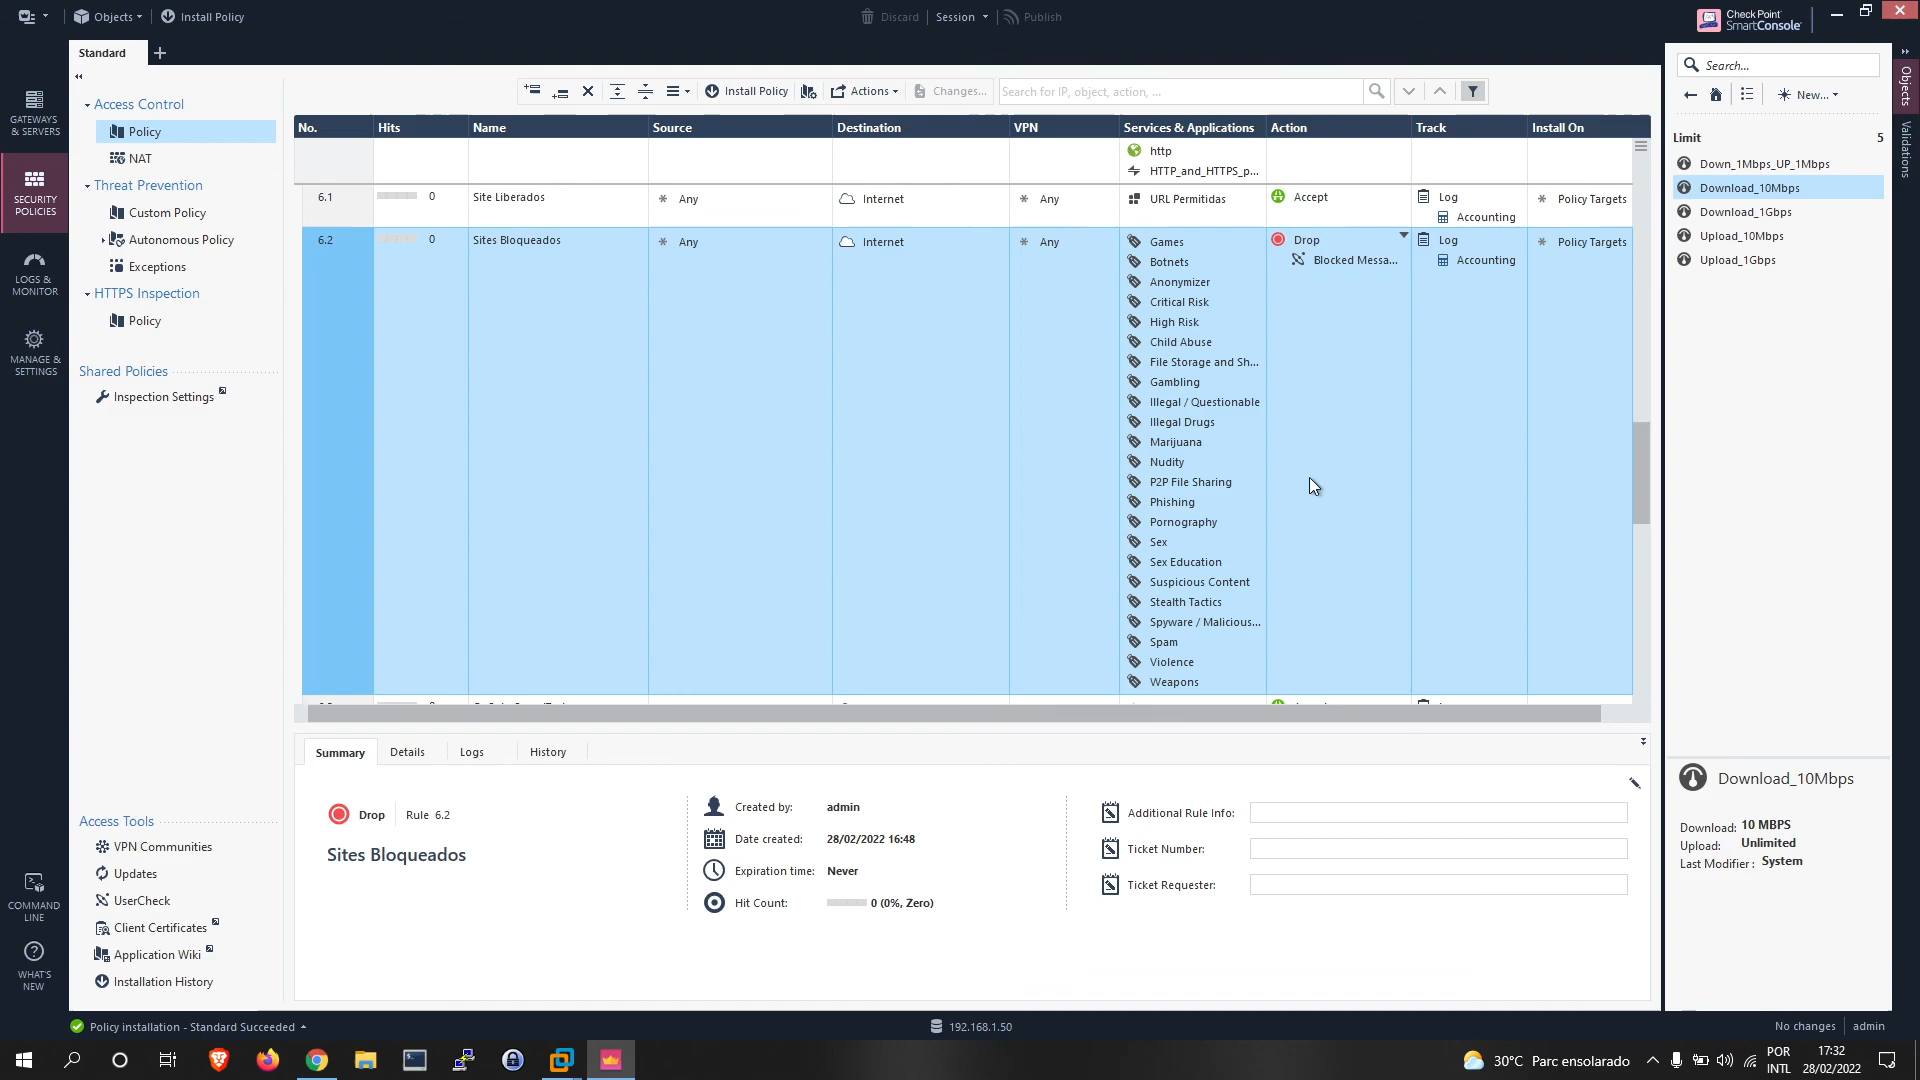 Objects
Install Policy
Discard
Session
Publish
Check Point
SmartConsole
Standard
Access Control
Policy
NAT
Threat Prevention
Custom Policy
Autonomous Policy
Exceptions
HTTPS Inspection
Policy
Shared Policies
Inspection Settings
Access Tools
VPN Communities
Updates
UserCheck
Client Certificates
Application Wiki
Installation History
GATEWAYS
& SERVERS
SECURITY
POLICIES
LOGS &
MONITOR
MANAGE &
SETTINGS
COMMAND
LINE
WHAT'S
NEW
Install Policy
Actions
Changes...
Search for IP, object, action, ...
No. Hits Name Source Destination VPN Services & Applications Action Track Install On
http
HTTP_and_HTTPS_p...
6.1 0 Site Liberados * Any Internet * Any URL Permitidas Accept Log * Policy Targets
Accounting
6.2 0 Sites Bloqueados * Any Internet * Any Games Drop Log * Policy Targets
Botnets Blocked Messa... Accounting
Anonymizer
Critical Risk
High Risk
Child Abuse
File Storage and Sh...
Gambling
Illegal / Questionable
Illegal Drugs
Marijuana
Nudity
P2P File Sharing
Phishing
Pornography
Sex
Sex Education
Suspicious Content
Stealth Tactics
Spyware / Malicious...
Spam
Violence
Weapons
Summary Details Logs History
Drop Rule 6.2
Sites Bloqueados
Created by: admin
Date created: 28/02/2022 16:48
Expiration time: Never
Hit Count: 0 (0%, Zero)
Additional Rule Info:
Ticket Number:
Ticket Requester:
Search...
New...
Limit 5
Down_1Mbps_UP_1Mbps
Download_10Mbps
Download_1Gbps
Upload_10Mbps
Upload_1Gbps
Download_10Mbps
Download: 10 MBPS
Upload: Unlimited
Last Modifier : System
Objects
Validations
Policy installation - Standard Succeeded
192.168.1.50
No changes admin
30°C Parc ensolarado
POR
INTL
17:32
28/02/2022